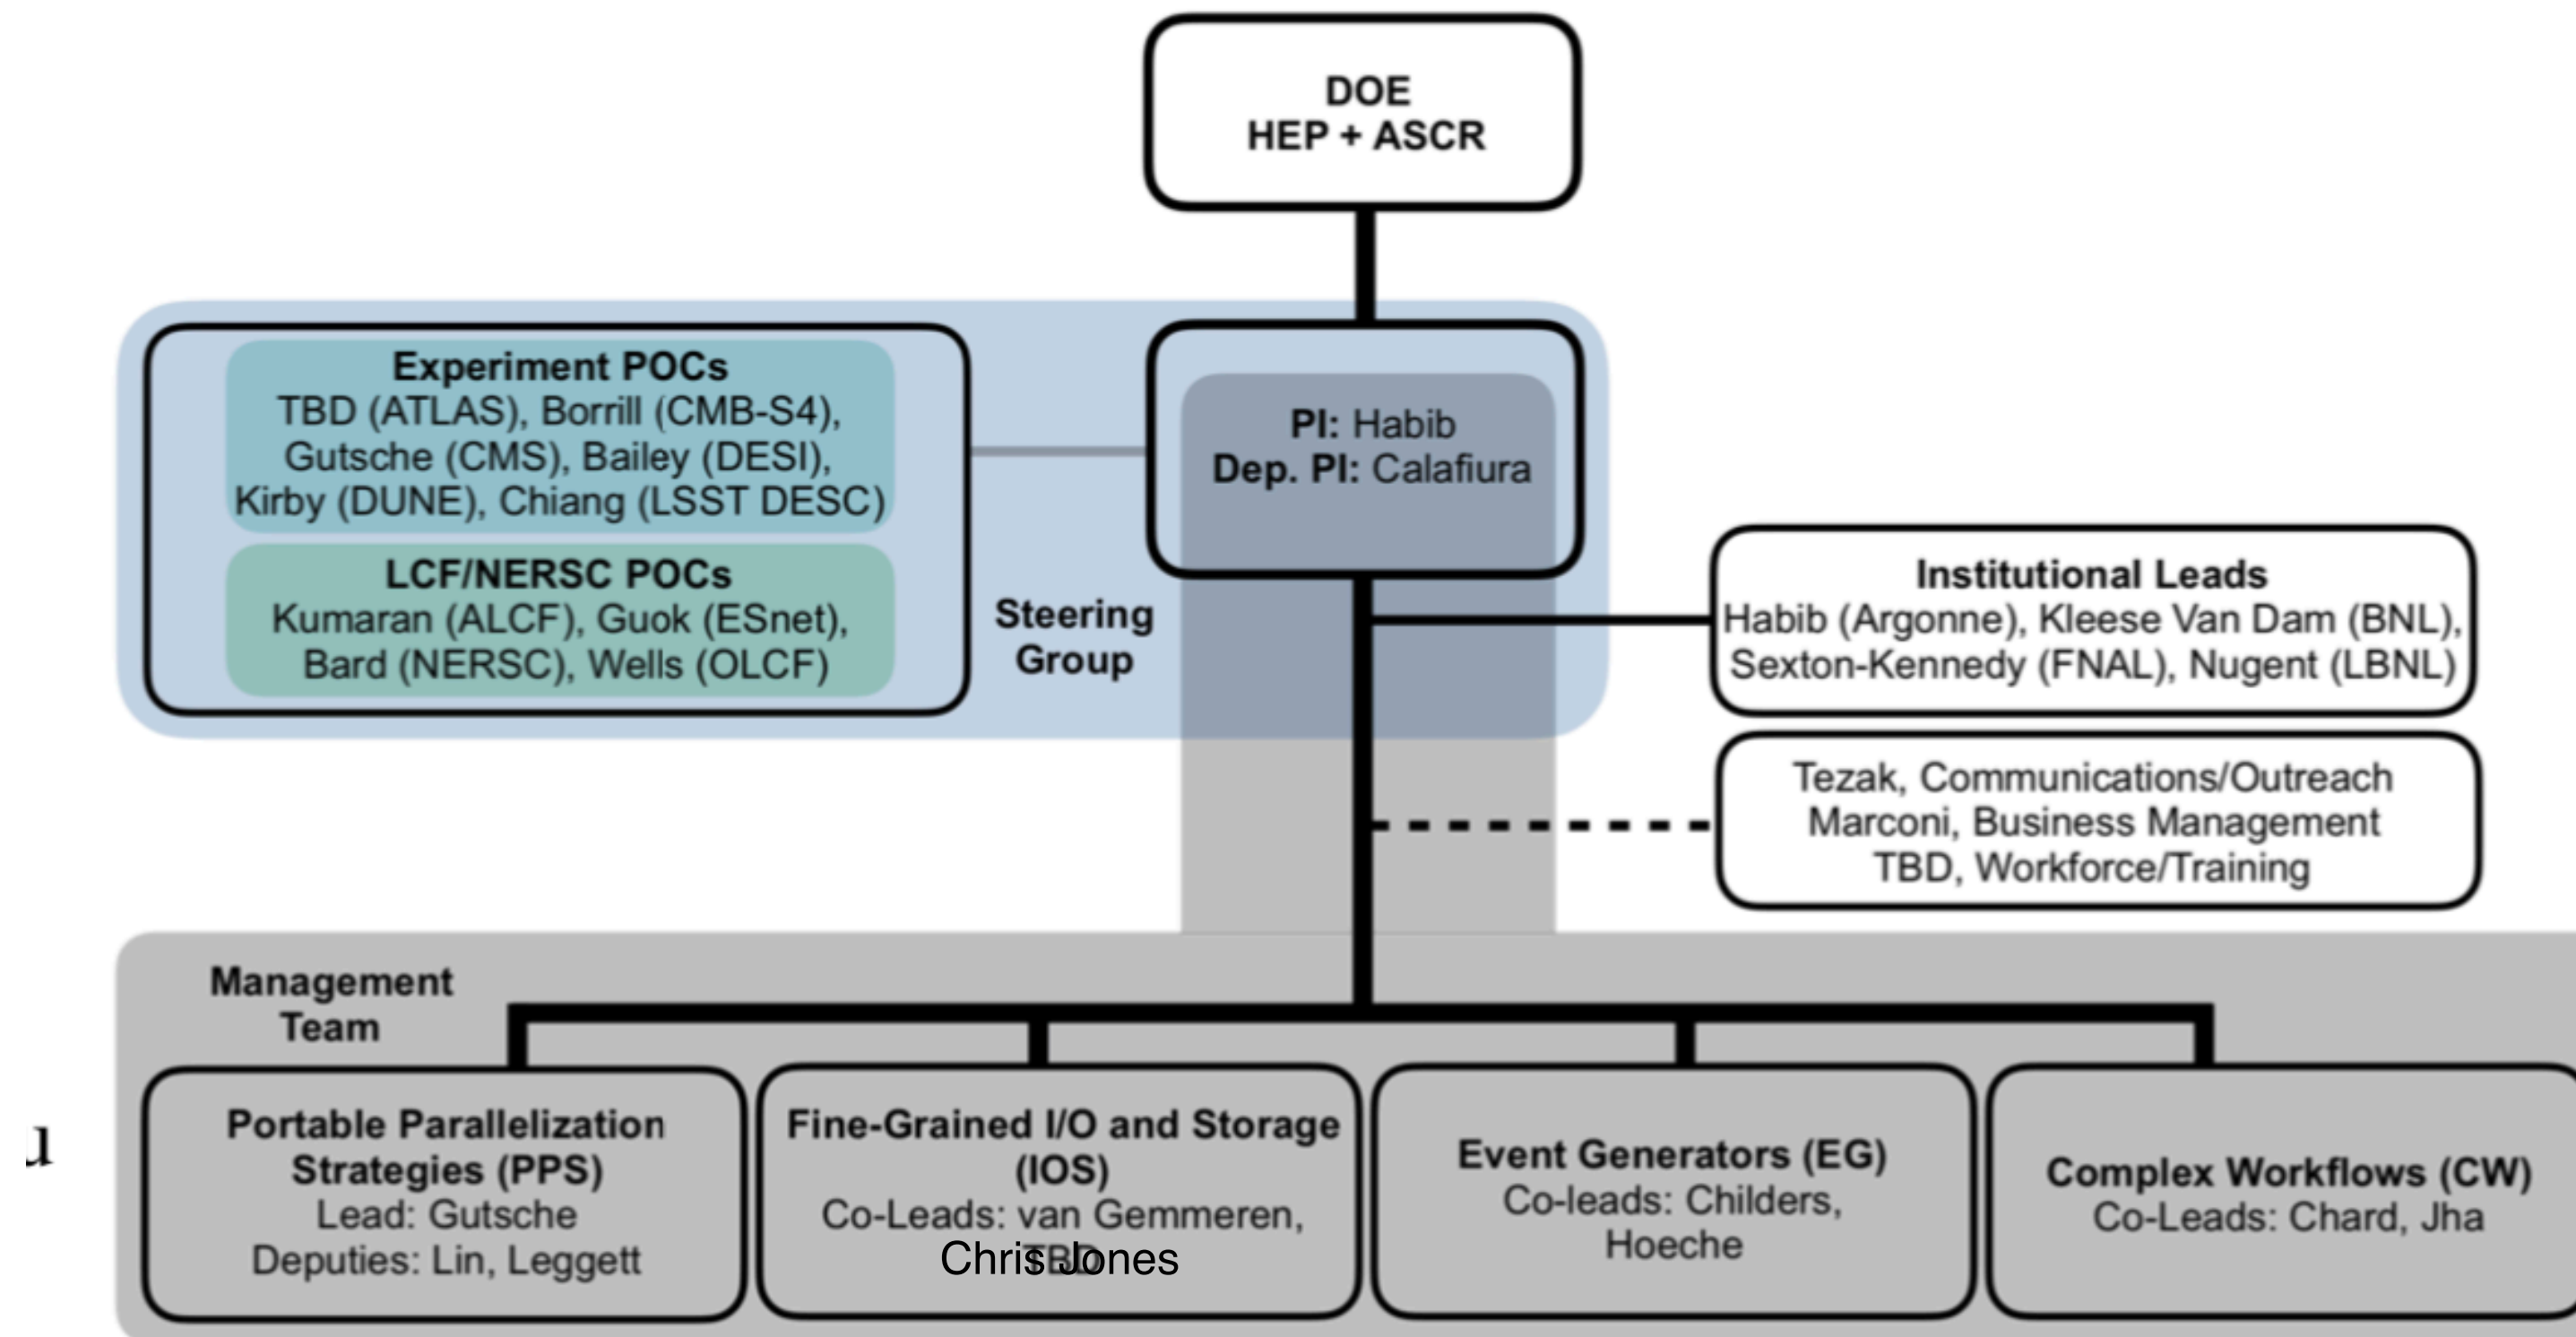 DOE
HEP + ASCR
Experiment POCs
TBD (ATLAS), Borrill (CMB-S4),
Gutsche (CMS), Bailey (DESI),
Kirby (DUNE), Chiang (LSST DESC)
LCF/NERSC POCs
Kumaran (ALCF), Guok (ESnet),
Bard (NERSC), Wells (OLCF)
Steering
Group
PI: Habib
Dep. PI: Calafiura
Institutional Leads
Habib (Argonne), Kleese Van Dam (BNL),
Sexton-Kennedy (FNAL), Nugent (LBNL)
Tezak, Communications/Outreach
Marconi, Business Management
TBD, Workforce/Training
Management
Team
Portable Parallelization
Strategies (PPS)
Lead: Gutsche
Deputies: Lin, Leggett
Fine-Grained I/O and Storage
(IOS)
Co-Leads: van Gemmeren,
TBD
Chris Jones
Event Generators (EG)
Co-leads: Childers,
Hoeche
Complex Workflows (CW)
Co-Leads: Chard, Jha
u